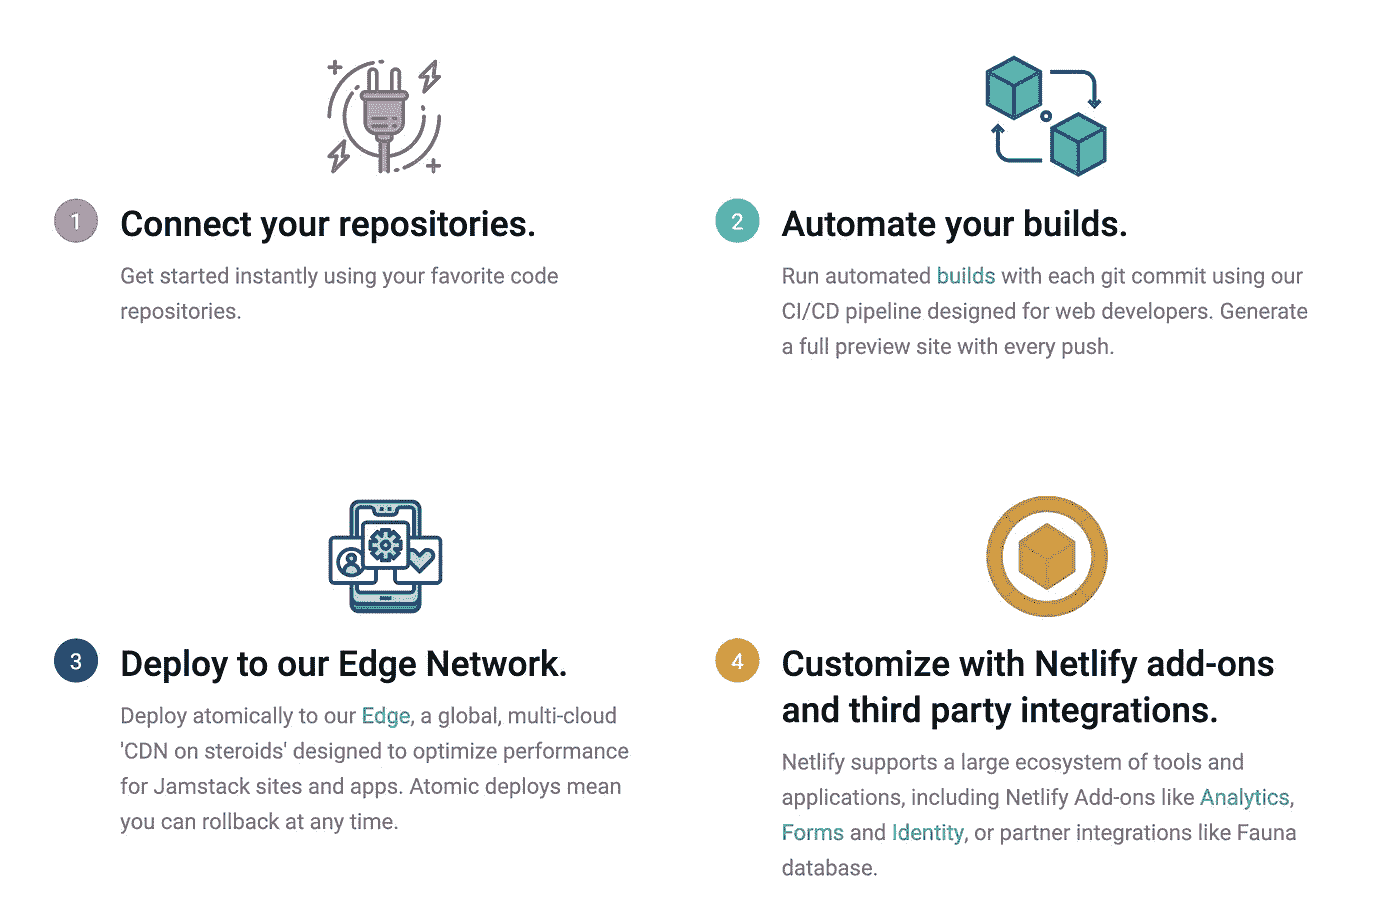 1
Connect your repositories.
Get started instantly using your favorite code
repositories.
2
Automate your builds.
Run automated builds with each git commit using our
CI/CD pipeline designed for web developers. Generate
a full preview site with every push.
3
Deploy to our Edge Network.
Deploy atomically to our Edge, a global, multi-cloud
'CDN on steroids' designed to optimize performance
for Jamstack sites and apps. Atomic deploys mean
you can rollback at any time.
4
Customize with Netlify add-ons
and third party integrations.
Netlify supports a large ecosystem of tools and
applications, including Netlify Add-ons like Analytics,
Forms and Identity, or partner integrations like Fauna
database.